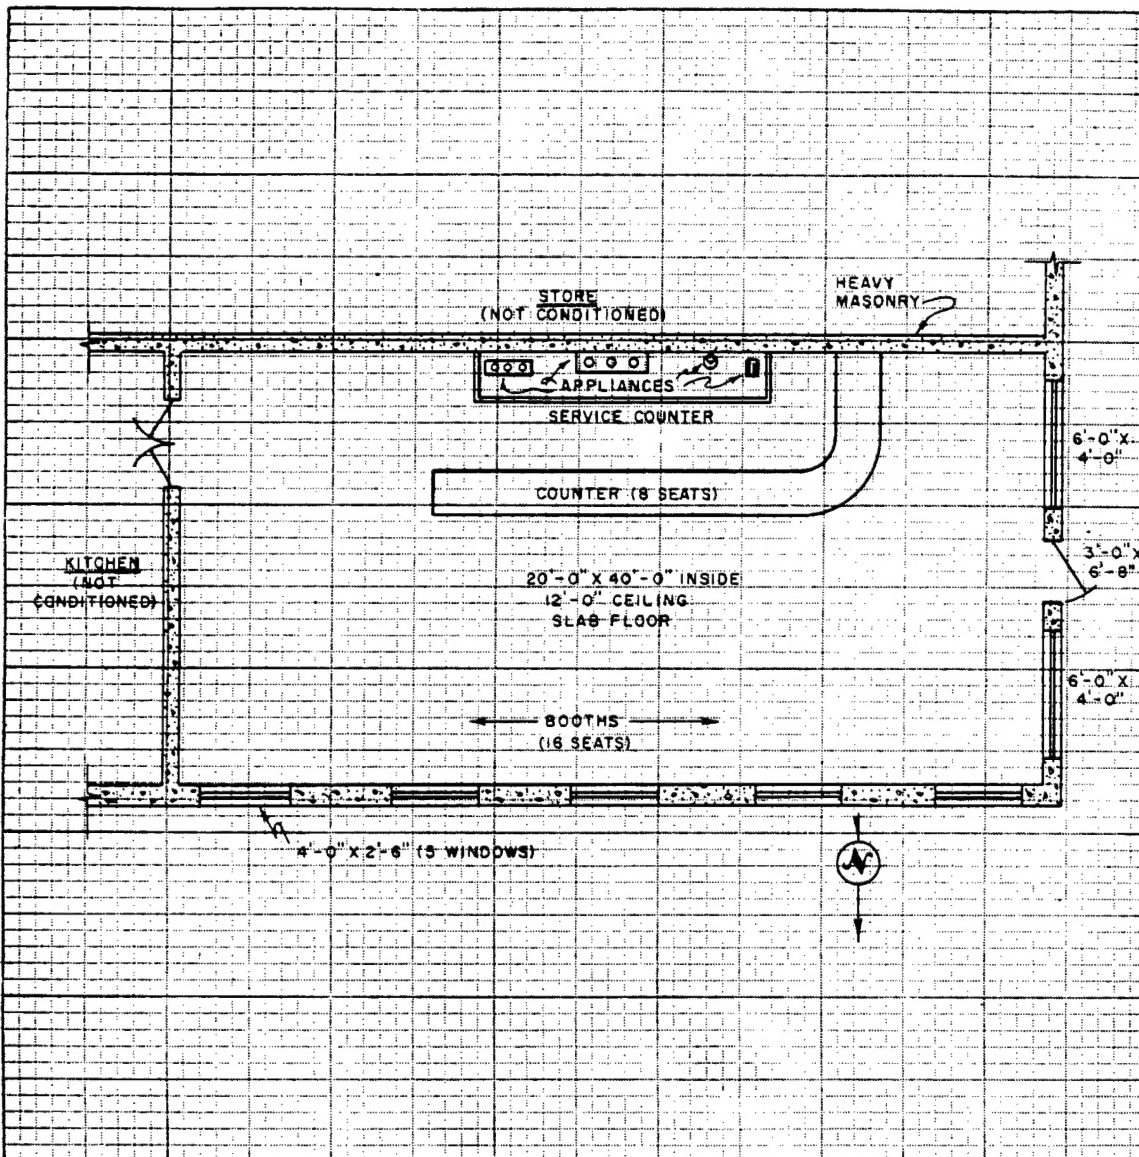 STORE
(NOT CONDITIONED)
HEAVY
MASONRY
APPLIANCES
SERVICE COUNTER
6'-0" X
4'-0"
COUNTER (8 SEATS)
3'-0" X
6'-8"
KITCHEN
(NOT
CONDITIONED)
20'-0" X 40'-0" INSIDE
12'-0" CEILING
SLAB FLOOR
6'-0" X
4'-0"
BOOTHS
(16 SEATS)
4'-0" X 2'-6" (5 WINDOWS)
N